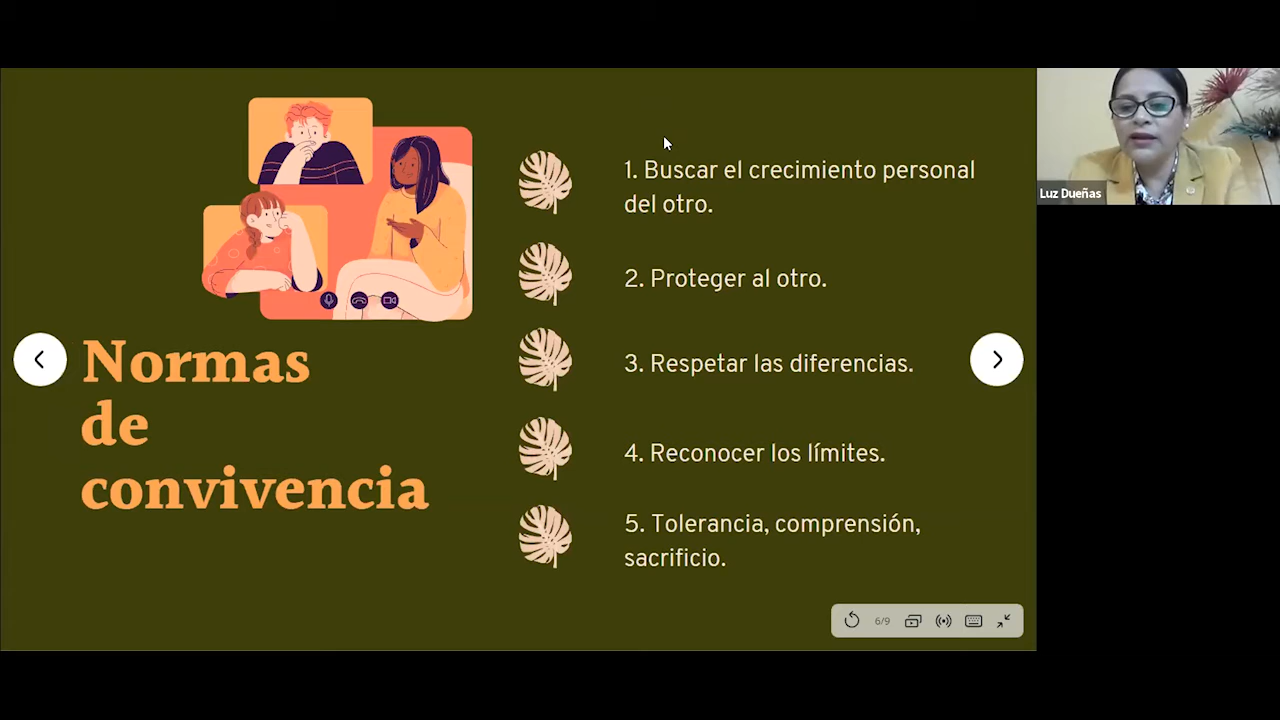 Normas
de
convivencia
1. Buscar el crecimiento personal
del otro.
2. Proteger al otro.
3. Respetar las diferencias.
4. Reconocer los límites.
5. Tolerancia, comprensión,
sacrificio.
6/9
Luz Dueñas